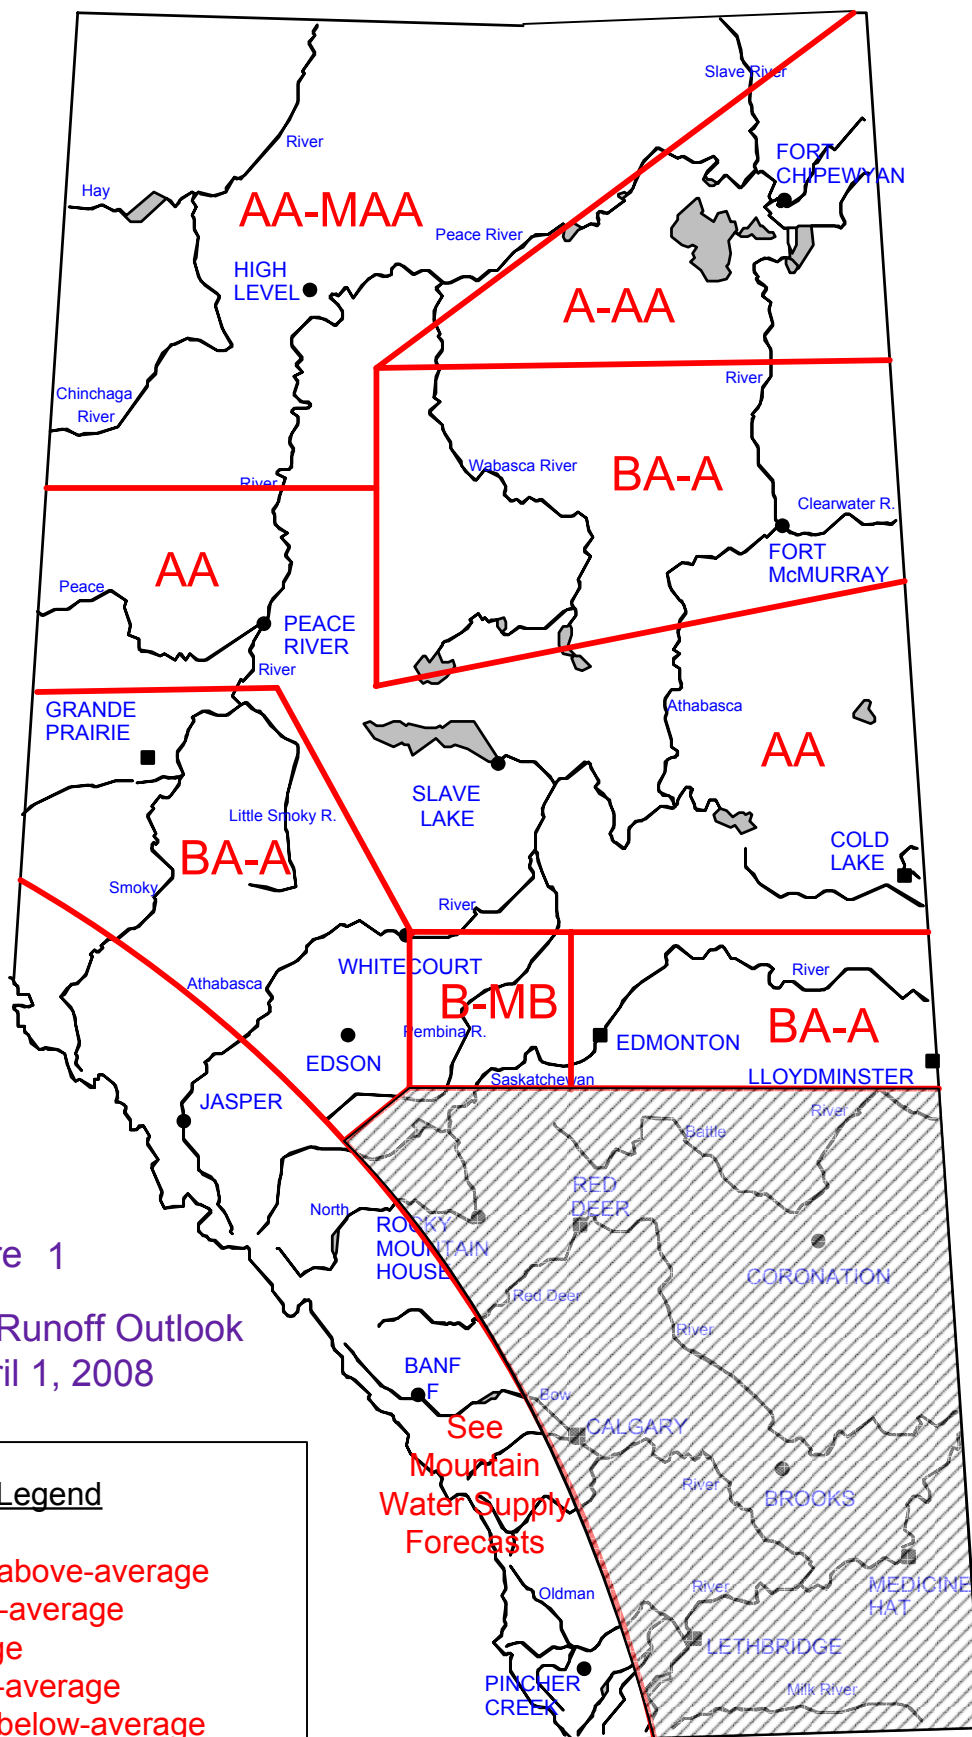 Slave River
FORT
CHIPEWYAN
River
Hay
AA-MAA
Peace River
HIGH
LEVEL
A-AA
River
Chinchaga
River
BA-A
Wabasca River
River
Clearwater R.
FORT
McMURRAY
AA
Peace
PEACE
RIVER
River
GRANDE
PRAIRIE
Athabasca
AA
SLAVE
LAKE
Little Smoky R.
COLD
LAKE
BA-A
Smoky
River
WHITECOURT
Athabasca
River
B-MB
BA-A
Pembina R.
EDMONTON
EDSON
Saskatchewan
LLOYDMINSTER
JASPER
River
Battle
RED
DEER
North
ROCKY
MOUNTAIN
HOUSE
re 1
CORONATION
Red Deer
River
Runoff Outlook
ril 1, 2008
BANF
F
Bow
See
Mountain
Water Supply
Forecasts
CALGARY
River
BROOKS
Legend
above-average
-average
ge
-average
below-average
Oldman
River
MEDICINE
HAT
LETHBRIDGE
PINCHER
CREEK
Milk River